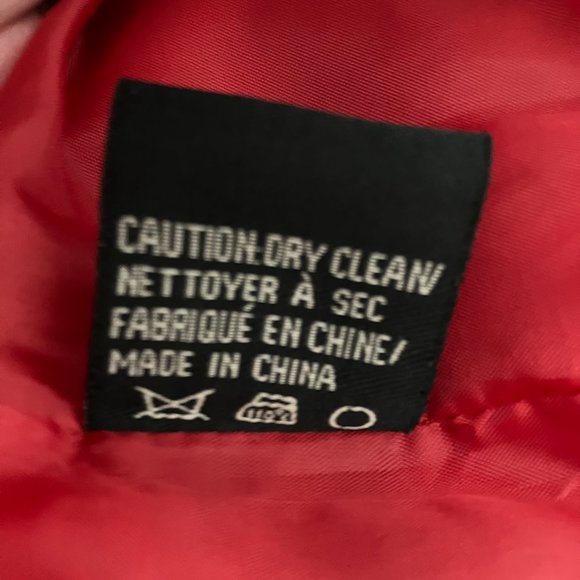 CAUTION:DRY CLEAN/
NETTOYER À SEC
FABRIQUÉ EN CHINE/
MADE IN CHINA